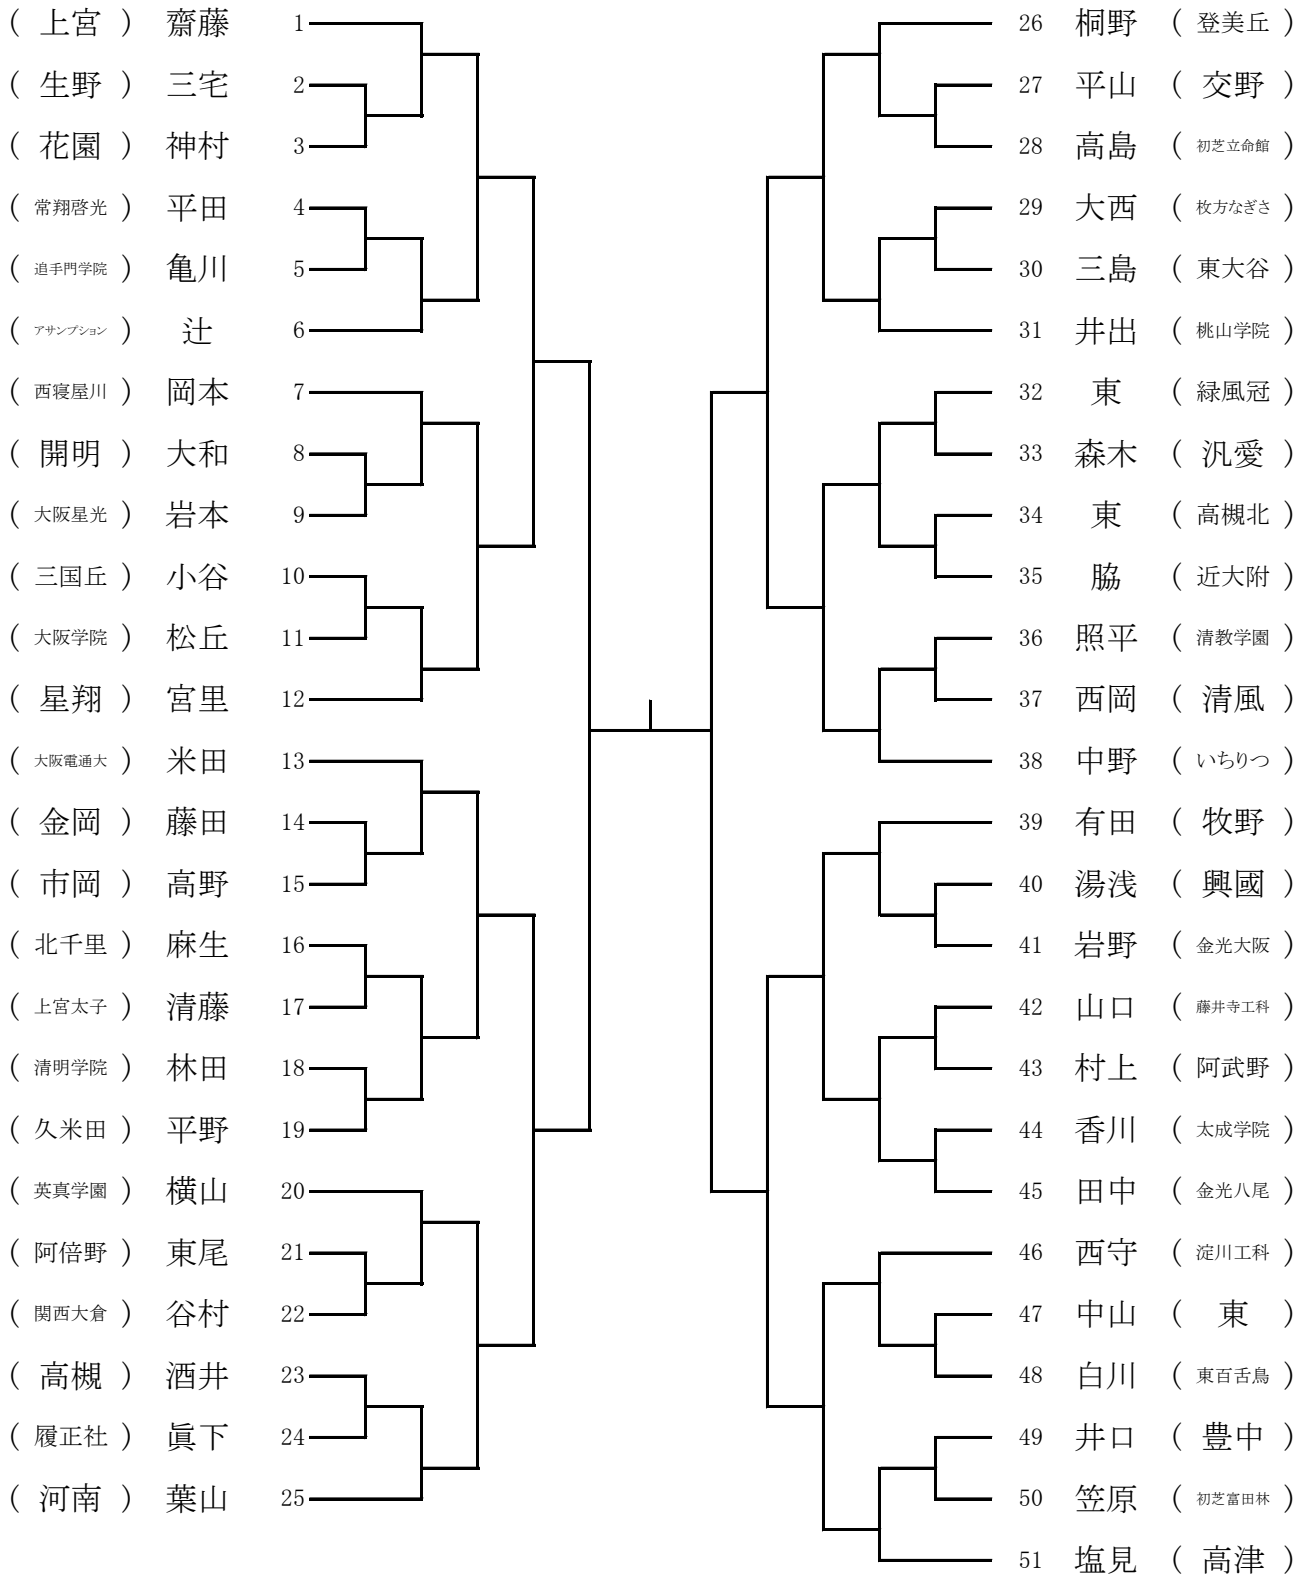 ( 上宮 ) 齋藤 1
( 生野 ) 三宅 2
( 花園 ) 神村 3
( 常翔啓光 ) 平田 4
( 追手門学院 ) 亀川 5
( アサンプション ) 辻 6
( 西寝屋川 ) 岡本 7
( 開明 ) 大和 8
( 大阪星光 ) 岩本 9
( 三国丘 ) 小谷 10
( 大阪学院 ) 松丘 11
( 星翔 ) 宮里 12
( 大阪電通大 ) 米田 13
( 金岡 ) 藤田 14
( 市岡 ) 高野 15
( 北千里 ) 麻生 16
( 上宮太子 ) 清藤 17
( 清明学院 ) 林田 18
( 久米田 ) 平野 19
( 英真学園 ) 横山 20
( 阿倍野 ) 東尾 21
( 関西大倉 ) 谷村 22
( 高槻 ) 酒井 23
( 履正社 ) 眞下 24
( 河南 ) 葉山 25
26 桐野 ( 登美丘 )
27 平山 ( 交野 )
28 高島 ( 初芝立命館 )
29 大西 ( 枚方なぎさ )
30 三島 ( 東大谷 )
31 井出 ( 桃山学院 )
32 東 ( 緑風冠 )
33 森木 ( 汎愛 )
34 東 ( 高槻北 )
35 脇 ( 近大附 )
36 照平 ( 清教学園 )
37 西岡 ( 清風 )
38 中野 ( いちりつ )
39 有田 ( 牧野 )
40 湯浅 ( 興國 )
41 岩野 ( 金光大阪 )
42 山口 ( 藤井寺工科 )
43 村上 ( 阿武野 )
44 香川 ( 太成学院 )
45 田中 ( 金光八尾 )
46 西守 ( 淀川工科 )
47 中山 ( 東 )
48 白川 ( 東百舌鳥 )
49 井口 ( 豊中 )
50 笠原 ( 初芝富田林 )
51 塩見 ( 高津 )